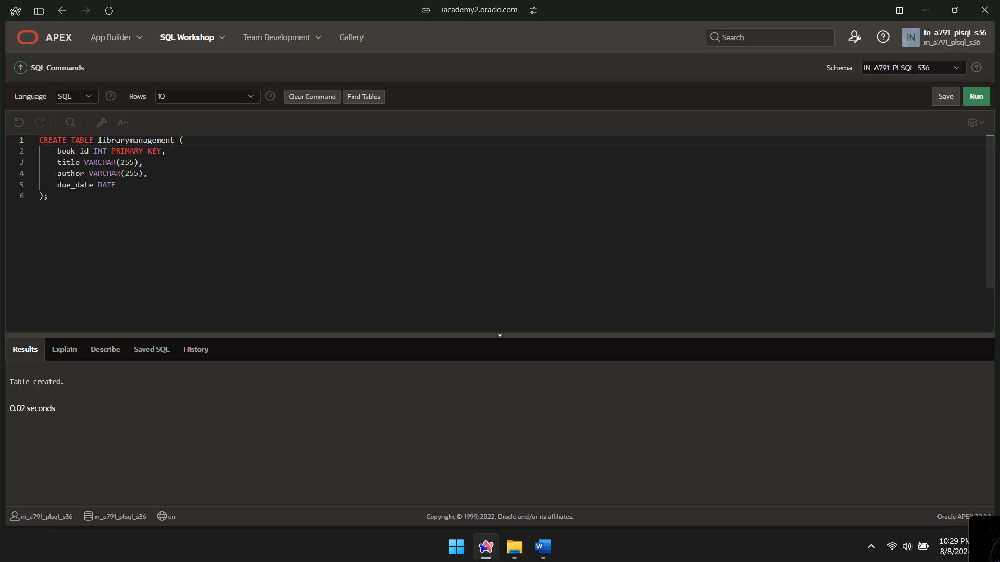 iacademy2.oracle.com
APEX App Builder SQL Workshop Team Development Gallery Search IN in_a791_plsql_s36
in_a791_plsql_s36
SQL Commands Schema IN_A791_PLSQL_S36
Language SQL Rows 10 Clear Command Find Tables Save Run
1 CREATE TABLE librarymanagement (
2 book_id INT PRIMARY KEY,
3 title VARCHAR(255),
4 author VARCHAR(255),
5 due_date DATE
6 );
Results Explain Describe Saved SQL History
Table created.
0.02 seconds
in_a791_plsql_s36 in_a791_plsql_s36 en Copyright © 1999, 2022, Oracle and/or its affiliates. Oracle APEX
10:29
8/8/202